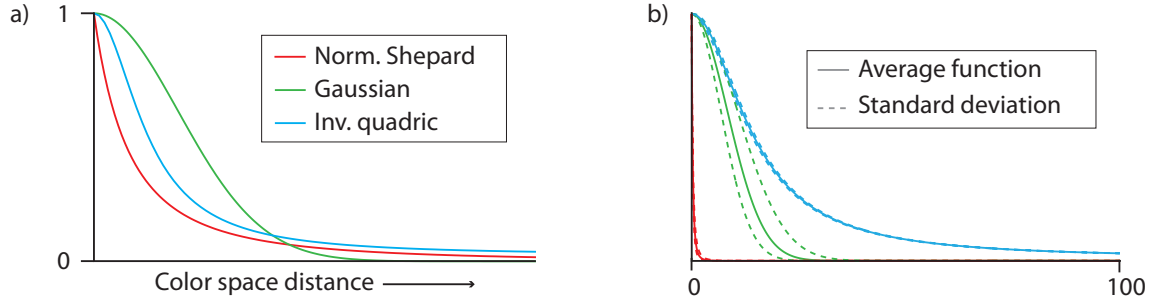 a)
1
Norm. Shepard
Gaussian
Inv. quadric
0
Color space distance
b)
Average function
Standard deviation
0
100